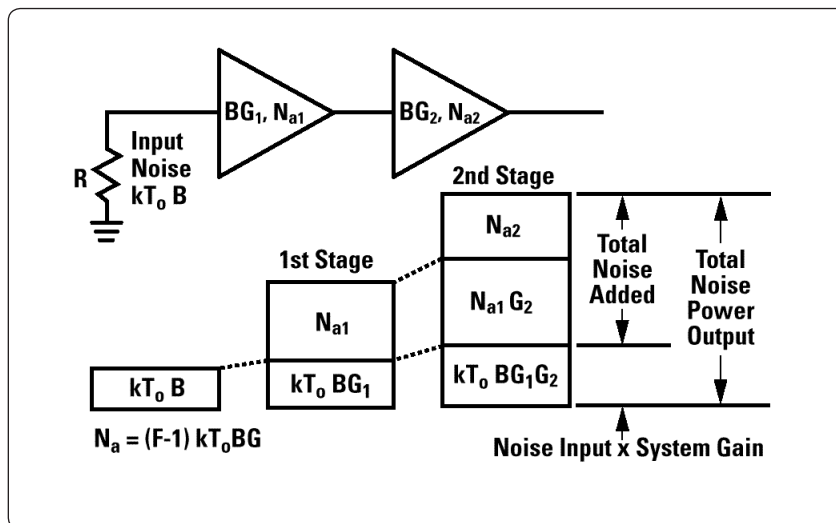 BG₁, Nₐ₁
BG₂, Nₐ₂
Input
Noise
kTₒ B
R
2nd Stage
Nₐ₂
1st Stage
Total
Noise
Added
Total
Noise
Power
Output
Nₐ₁
Nₐ₁ G₂
kTₒ B
kTₒ BG₁
kTₒ BG₁G₂
Nₐ = (F-1) kTₒBG
Noise Input x System Gain